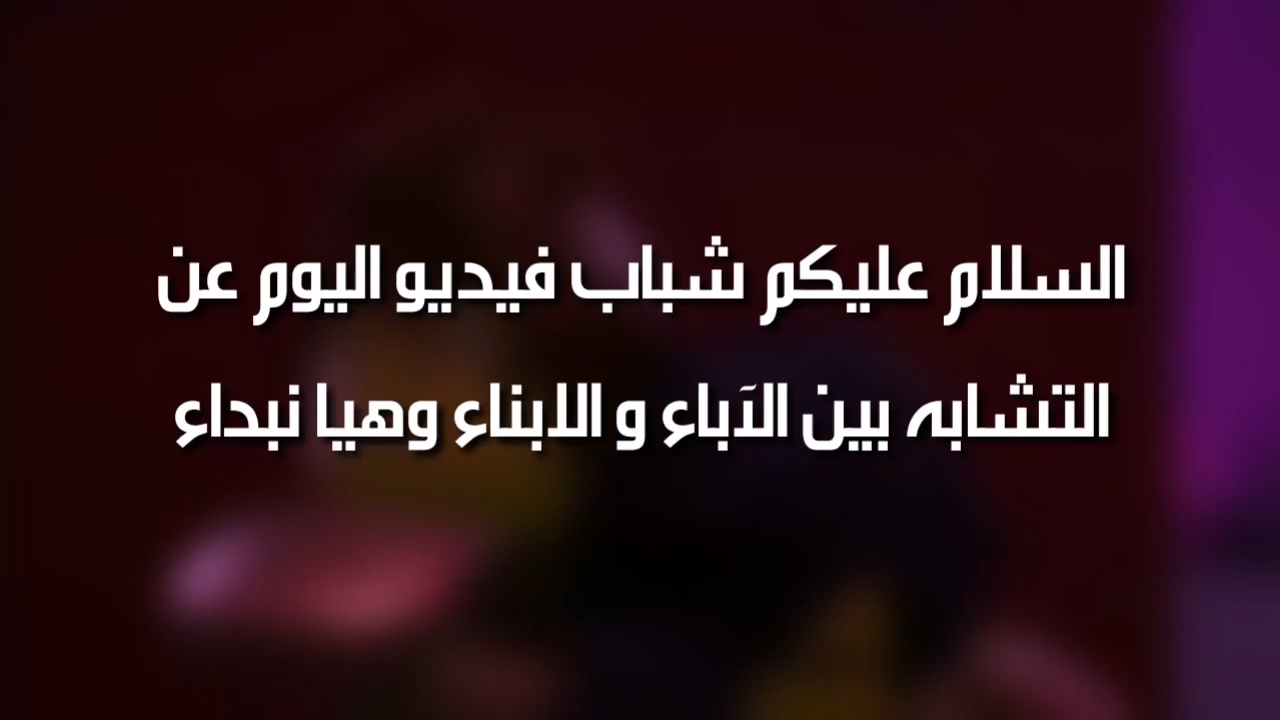 السلام عليكم شباب فيديو اليوم عن
التشابه بين الآباء و الابناء وهيا نبداء